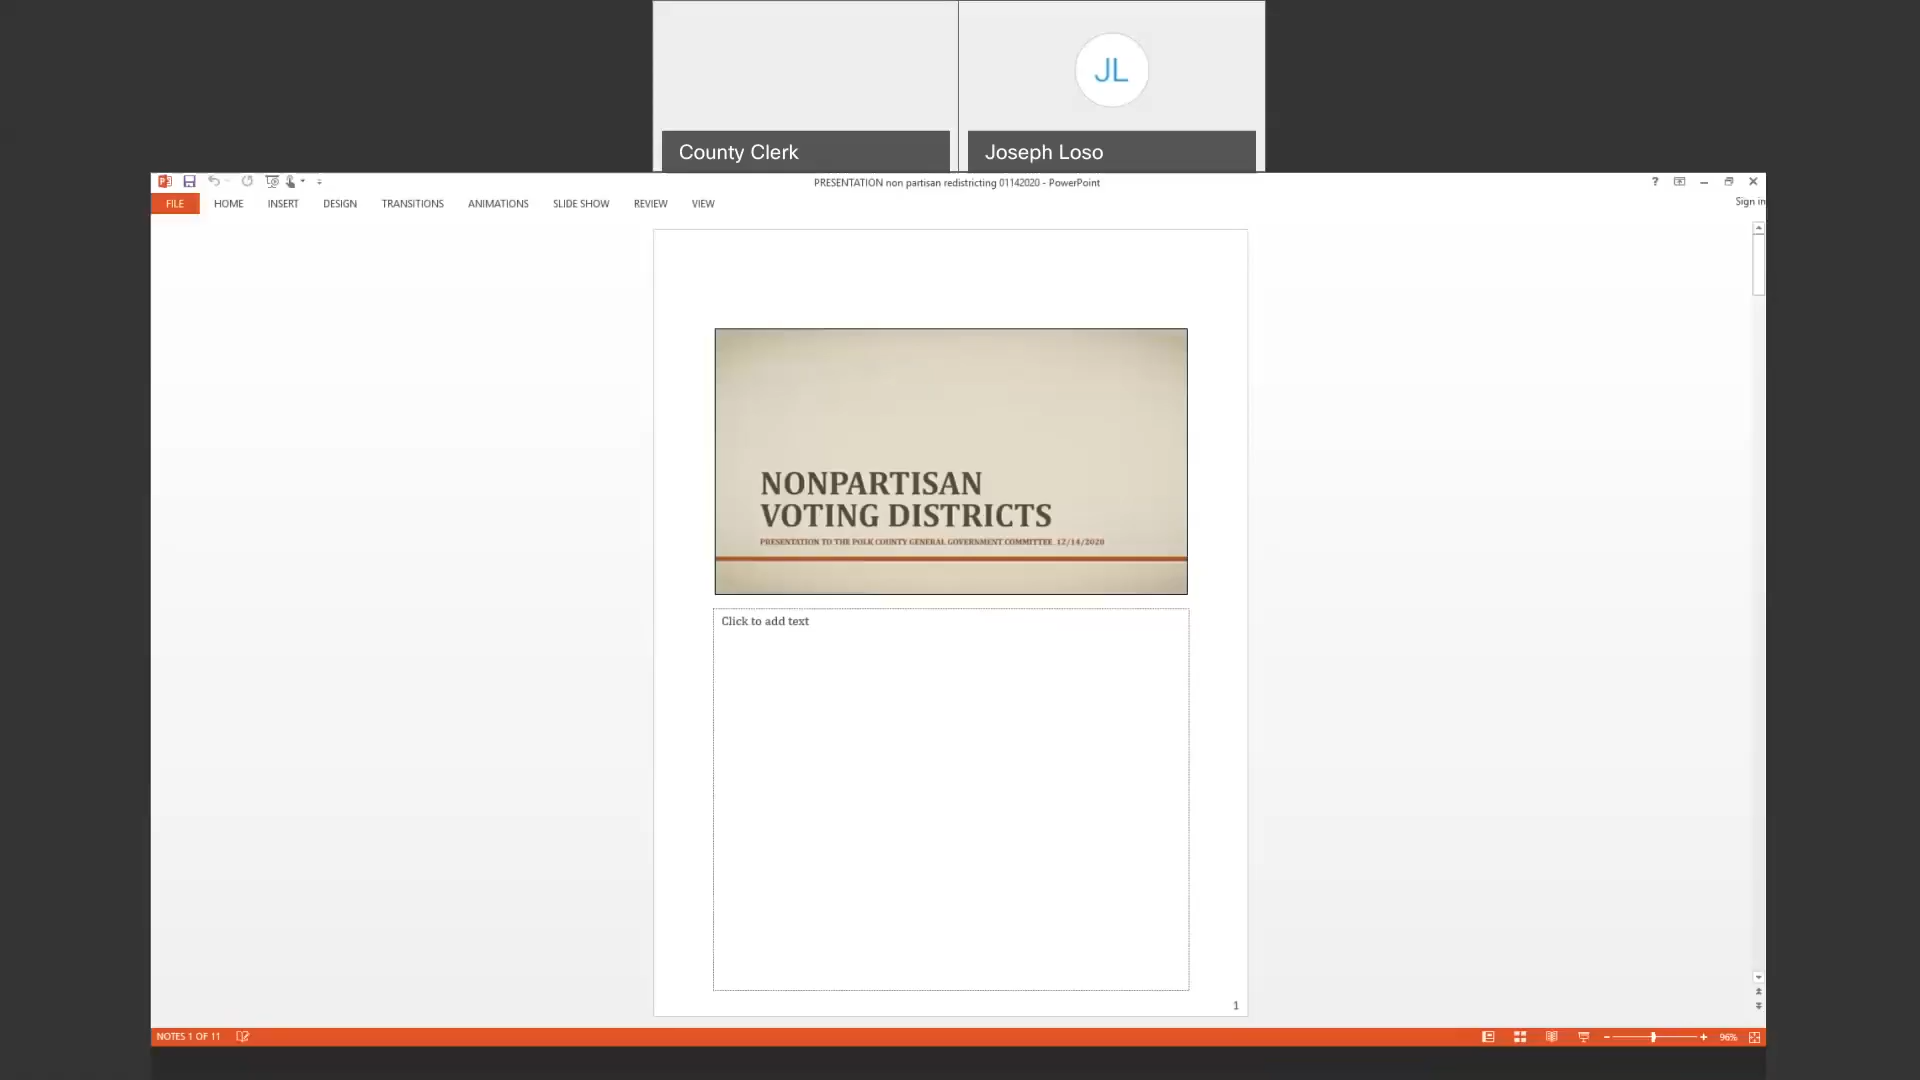 JL
County Clerk
Joseph Loso
PRESENTATION non partisan redistricting 01142020 - PowerPoint
?
FILE HOME INSERT DESIGN TRANSITIONS ANIMATIONS SLIDE SHOW REVIEW VIEW
Sign in
NONPARTISAN
VOTING DISTRICTS
PRESENTATION TO THE POLK COUNTY GENERAL GOVERNMENT COMMITTEE 12/14/2020
Click to add text
1
NOTES 1 OF 11
96%